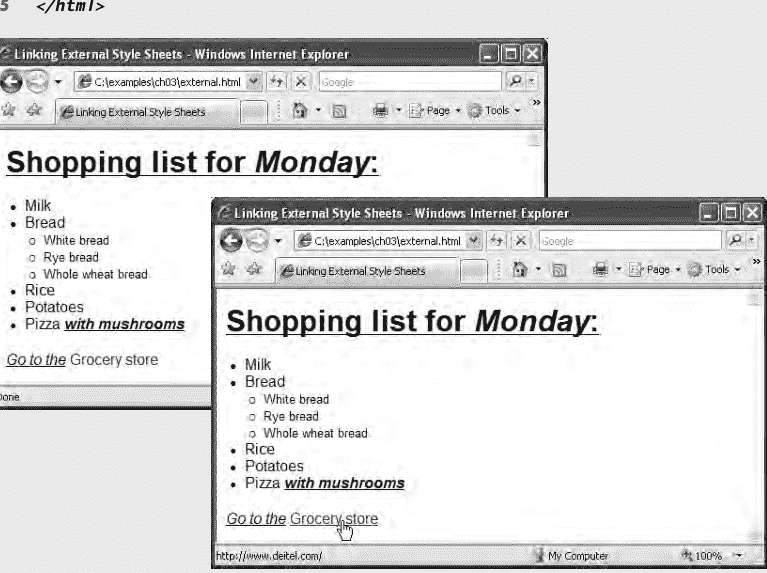 5 </html>
Linking External Style Sheets - Windows Internet Explorer
C:\examples\ch03\external.html
Google
Linking External Style Sheets
Page
Tools
»
Shopping list for Monday:
• Milk
• Bread
o White bread
o Rye bread
o Whole wheat bread
• Rice
• Potatoes
• Pizza with mushrooms
Go to the Grocery store
Linking External Style Sheets - Windows Internet Explorer
C:\examples\ch03\external.html
Google
Linking External Style Sheets
Page
Tools
»
Shopping list for Monday:
• Milk
• Bread
o White bread
o Rye bread
o Whole wheat bread
• Rice
• Potatoes
• Pizza with mushrooms
Go to the Grocery store
http://www.deitel.com/
My Computer
100%